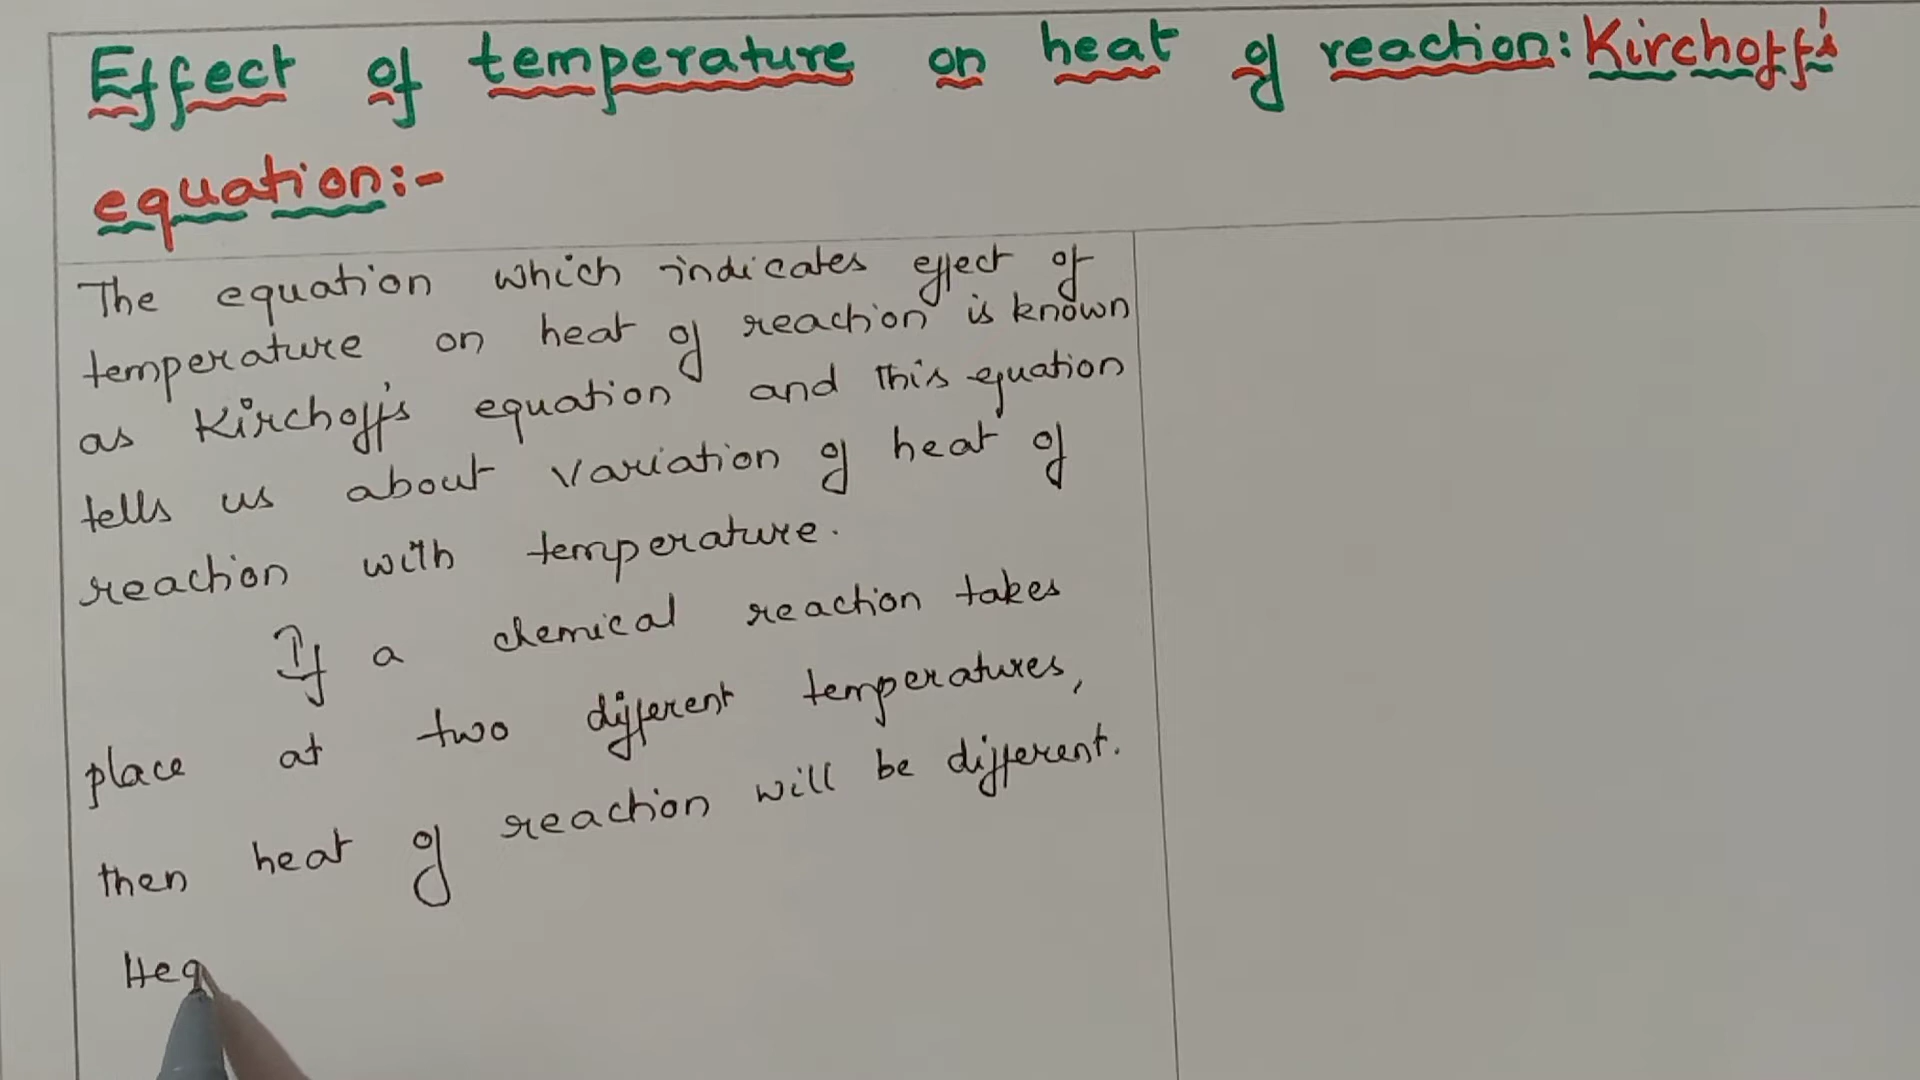 Effect of temperature on heat of reaction: Kirchoff's
equation:-
The equation which indicates effect of
temperature on heat of reaction is known
as Kirchoff's equation and this equation
tells us about variation of heat of
reaction with temperature.
If a chemical reaction takes
place at two different temperatures,
then heat of reaction will be different.
Hea